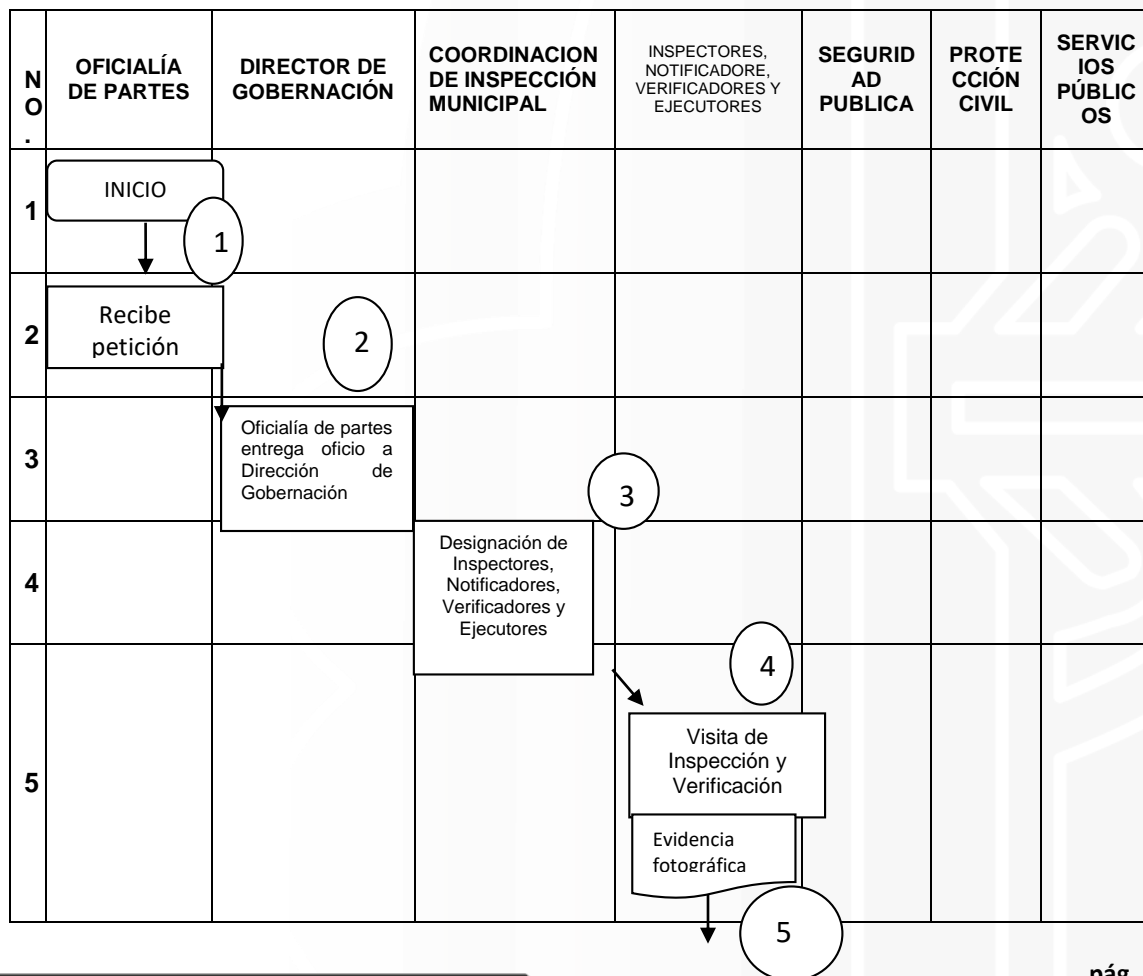 N
O
.
OFICIALÍA
DE PARTES
DIRECTOR DE
GOBERNACIÓN
COORDINACION
DE INSPECCIÓN
MUNICIPAL
INSPECTORES,
NOTIFICADORE,
VERIFICADORES Y
EJECUTORES
SEGURID
AD
PUBLICA
PROTE
CCIÓN
CIVIL
SERVIC
IOS
PÚBLIC
OS
1
INICIO
1
2
Recibe
petición
2
3
Oficialía de partes
entrega oficio a
Dirección de
Gobernación
3
4
Designación de
Inspectores,
Notificadores,
Verificadores y
Ejecutores
4
5
Visita de
Inspección y
Verificación
Evidencia
fotográfica
5
pág